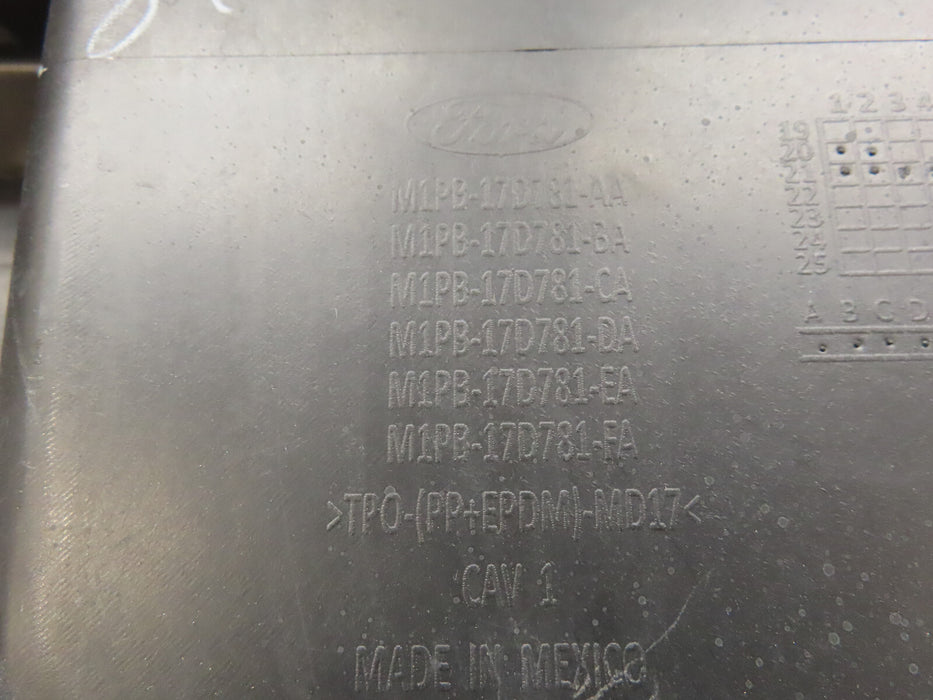 Ford
M1PB-17D781-AA
M1PB-17D781-BA
M1PB-17D781-CA
M1PB-17D781-DA
M1PB-17D781-EA
M1PB-17D781-FA
>TPO-(PP+EPDM)-MD17<
CAV 1
MADE IN MEXICO
1 2 3 4
19
20
21
22
23
24
25
A B C D